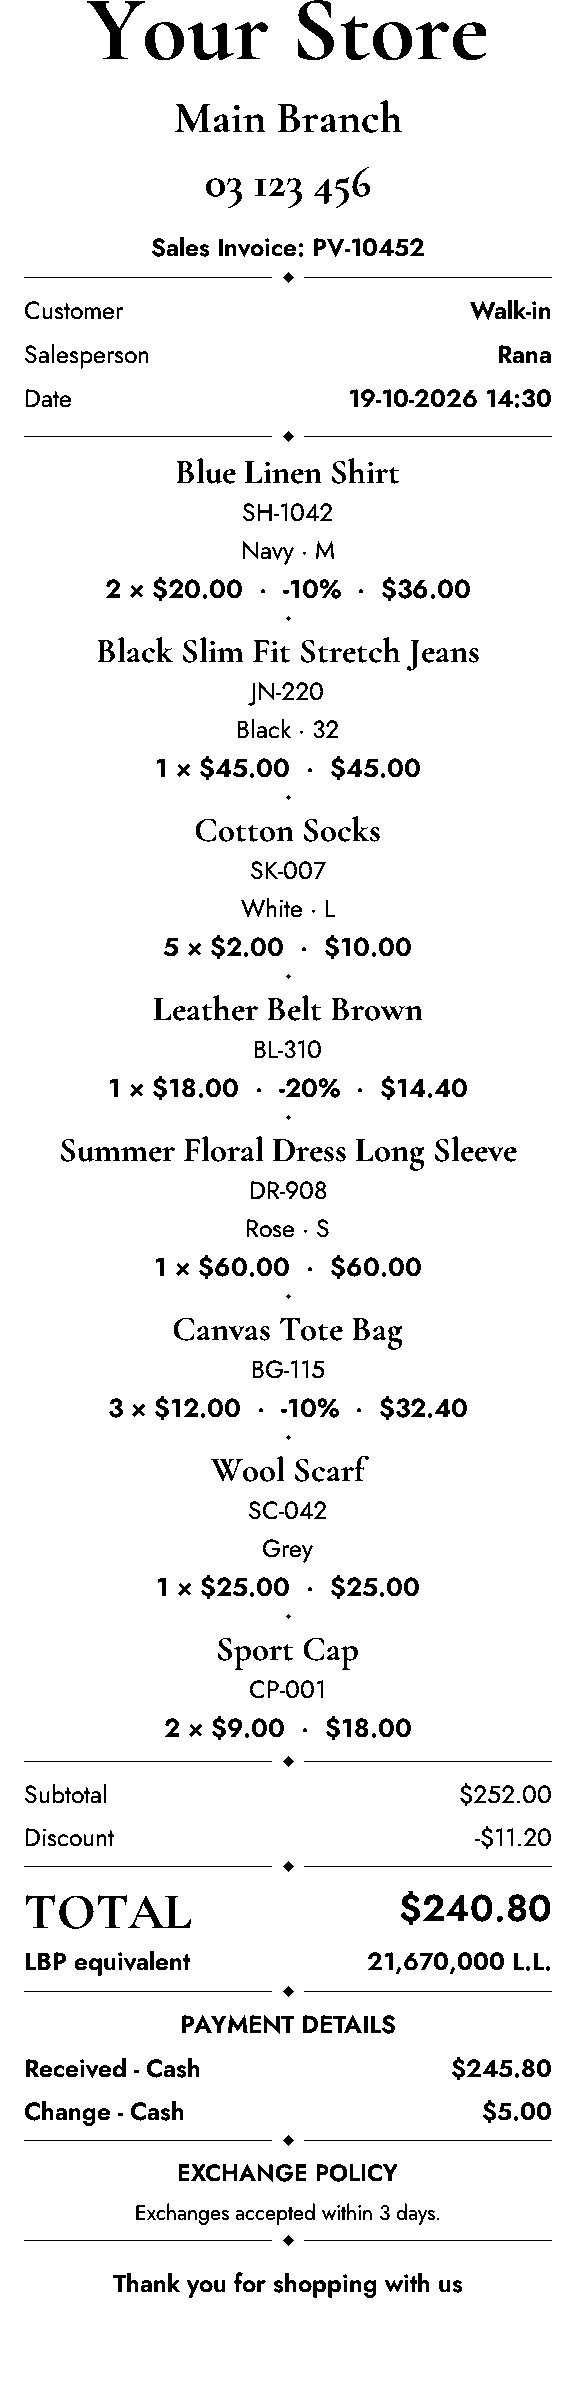 Your Store
Main Branch
03 123 456
Sales Invoice: PV-10452
Customer Walk-in
Salesperson Rana
Date 19-10-2026 14:30
Blue Linen Shirt
SH-1042
Navy · M
2 × $20.00 · -10% · $36.00
Black Slim Fit Stretch Jeans
JN-220
Black · 32
1 × $45.00 · $45.00
Cotton Socks
SK-007
White · L
5 × $2.00 · $10.00
Leather Belt Brown
BL-310
1 × $18.00 · -20% · $14.40
Summer Floral Dress Long Sleeve
DR-908
Rose · S
1 × $60.00 · $60.00
Canvas Tote Bag
BG-115
3 × $12.00 · -10% · $32.40
Wool Scarf
SC-042
Grey
1 × $25.00 · $25.00
Sport Cap
CP-001
2 × $9.00 · $18.00
Subtotal $252.00
Discount -$11.20
TOTAL $240.80
LBP equivalent 21,670,000 L.L.
PAYMENT DETAILS
Received - Cash $245.80
Change - Cash $5.00
EXCHANGE POLICY
Exchanges accepted within 3 days.
Thank you for shopping with us